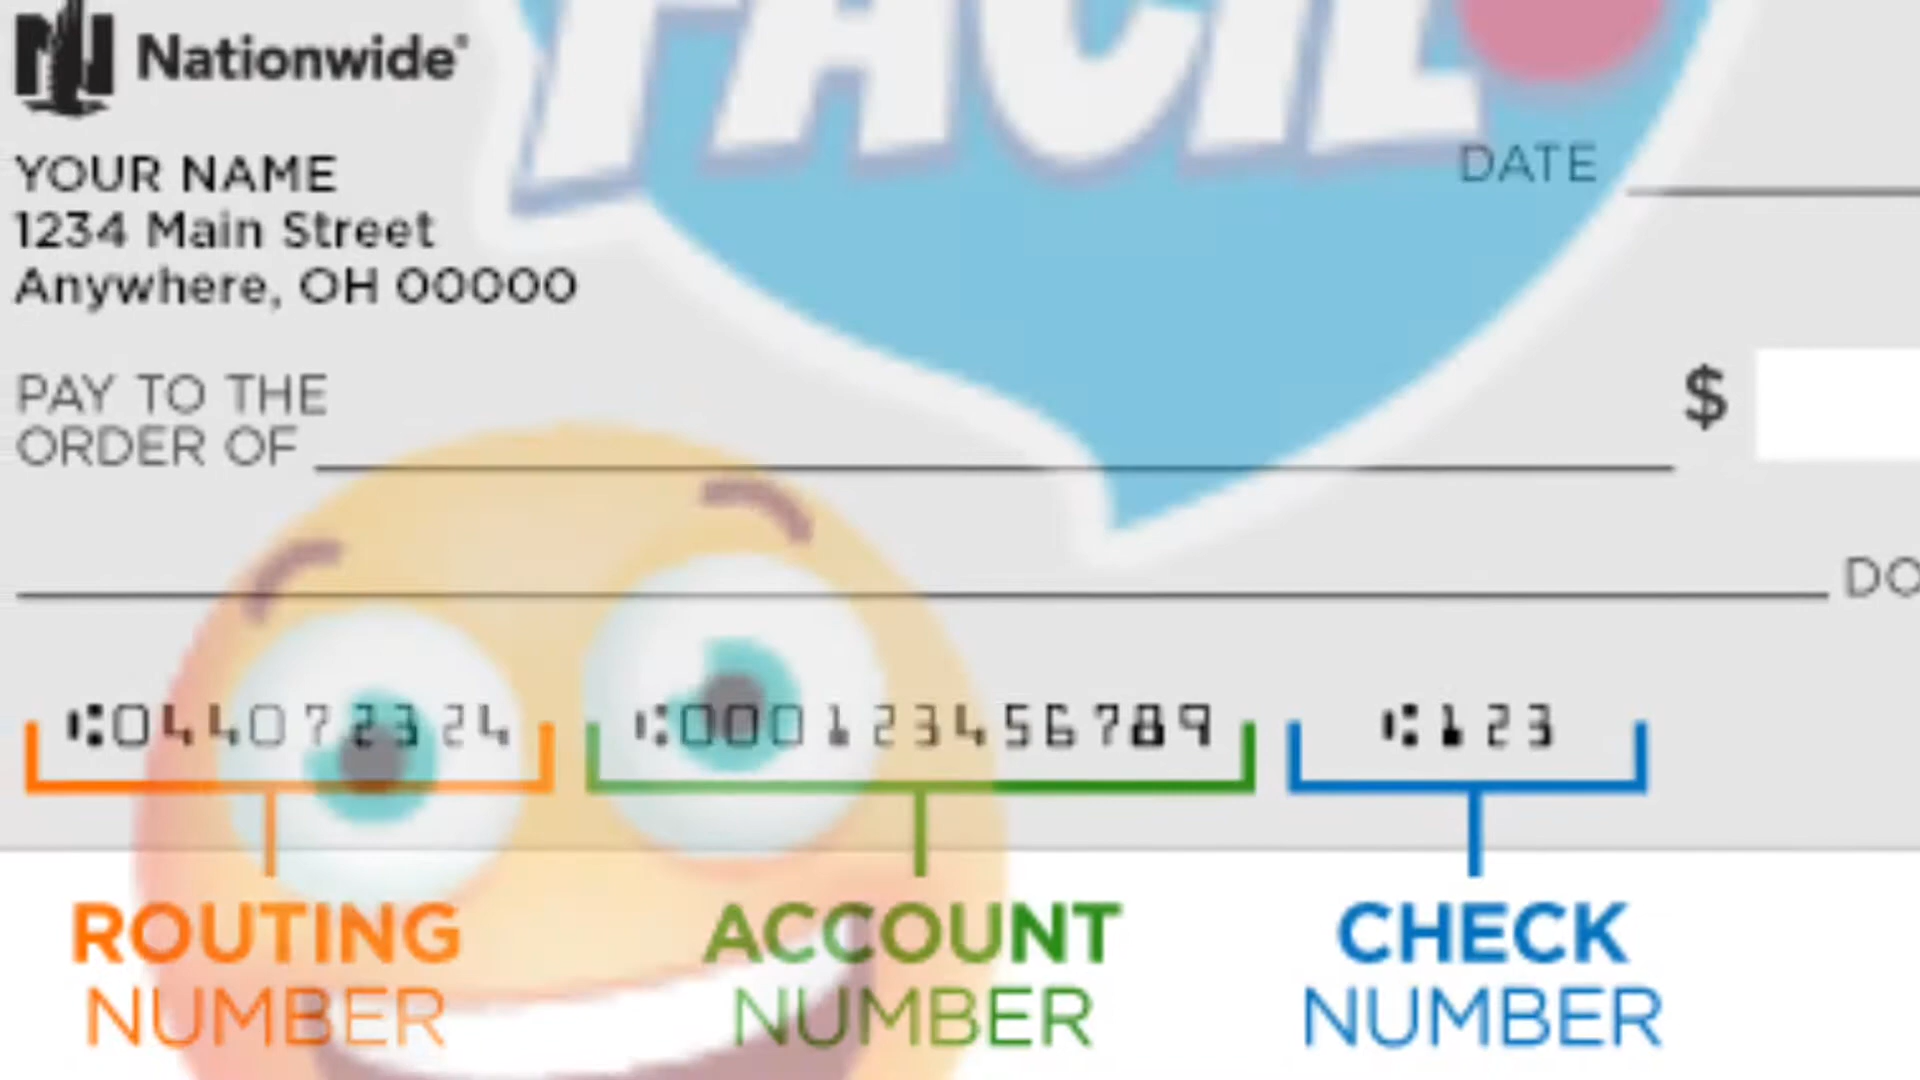 FÁCIL
Nationwide®
DATE
YOUR NAME
1234 Main Street
Anywhere, OH 00000
PAY TO THE
ORDER OF
$
DO
⑆044072324 ⑆000123456789 ⑆123
ROUTING
NUMBER
ACCOUNT
NUMBER
CHECK
NUMBER